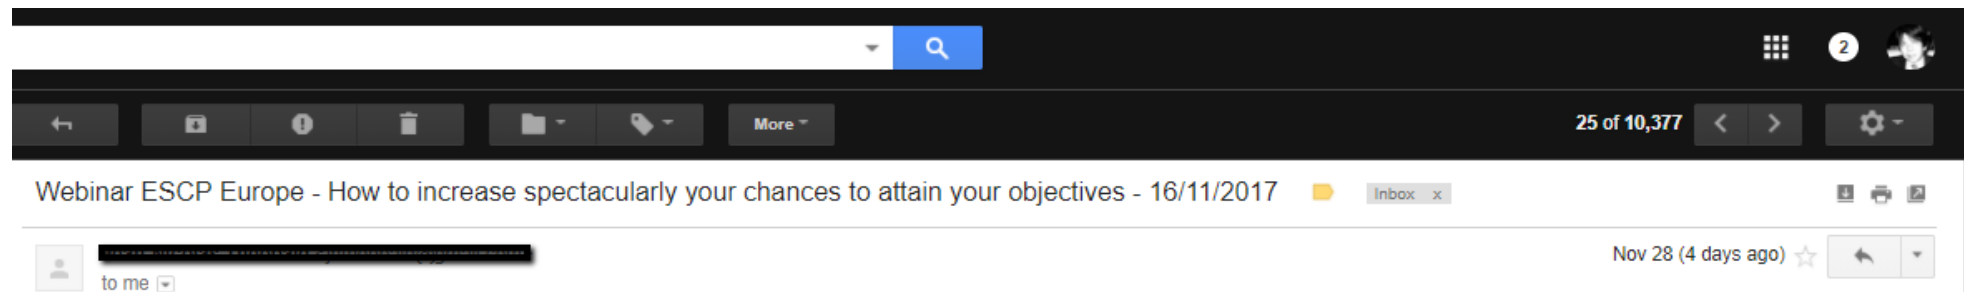 2
More
25 of 10,377
Webinar ESCP Europe - How to increase spectacularly your chances to attain your objectives - 16/11/2017
Inbox x
Nov 28 (4 days ago)
to me